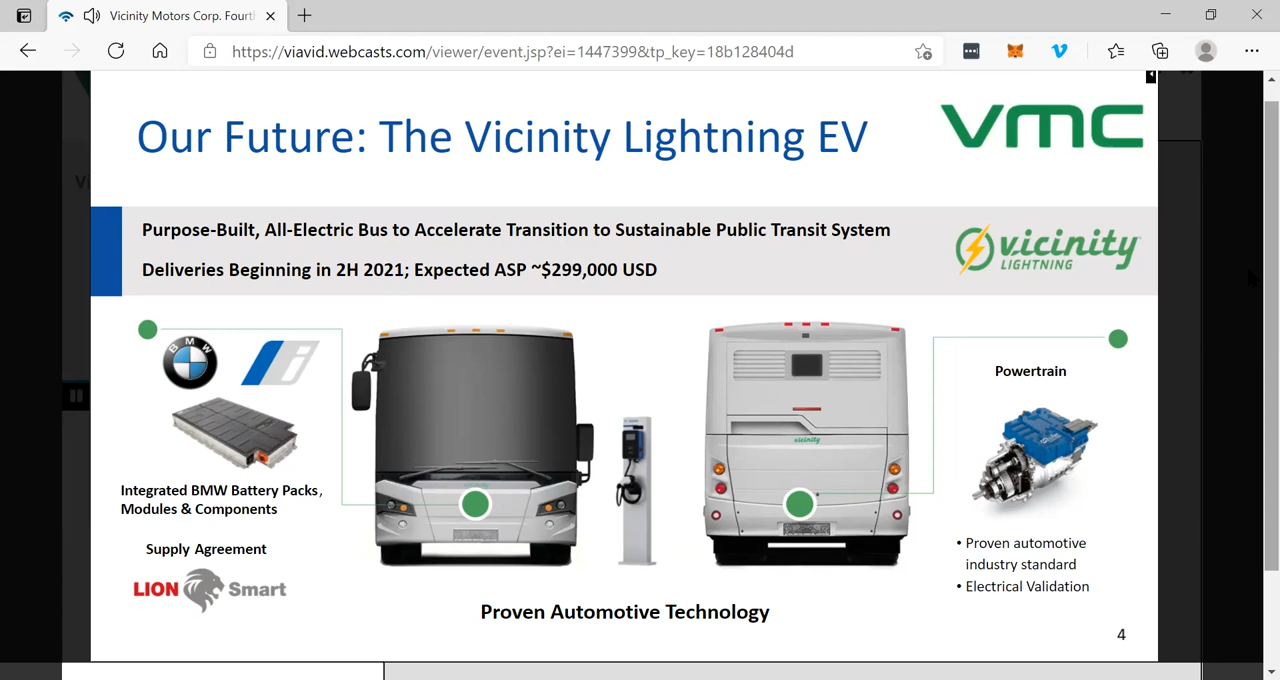 Vicinity Motors Corp. Fourth
https://viavid.webcasts.com/viewer/event.jsp?ei=1447399&tp_key=18b128404d
Our Future: The Vicinity Lightning EV
VMC
Purpose-Built, All-Electric Bus to Accelerate Transition to Sustainable Public Transit System
Deliveries Beginning in 2H 2021; Expected ASP ~$299,000 USD
vicinity
LIGHTNING
BMW
i
Powertrain
vicinity
Integrated BMW Battery Packs,
Modules & Components
Supply Agreement
LION Smart
• Proven automotive
industry standard
• Electrical Validation
Proven Automotive Technology
4